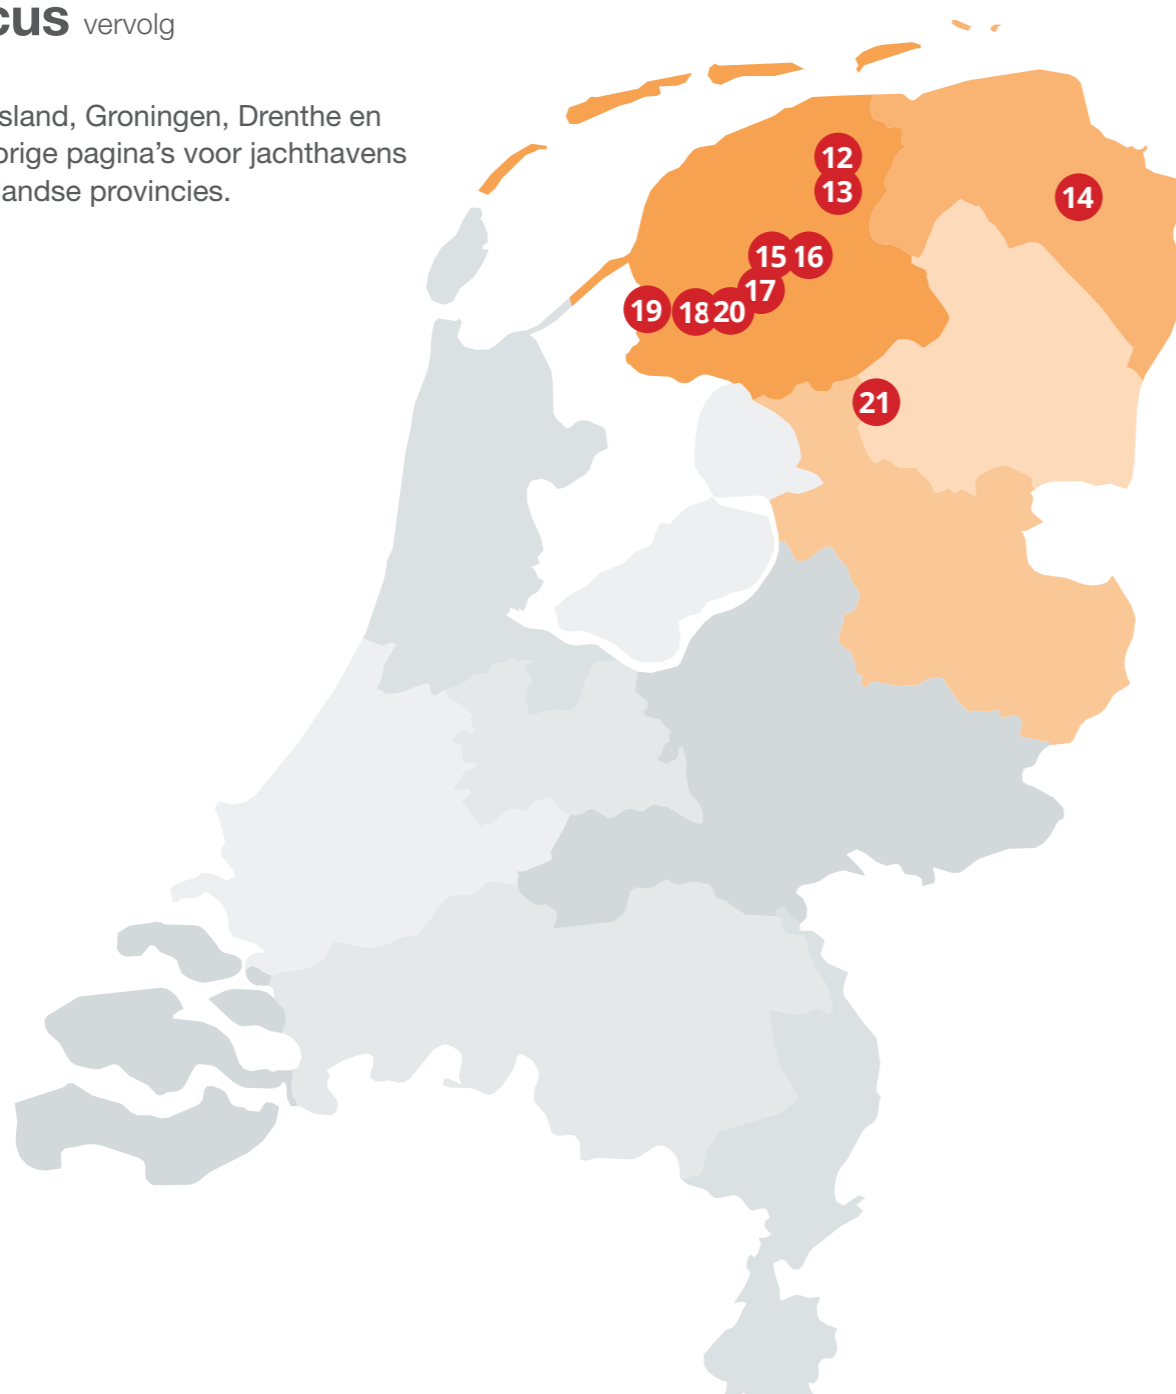 cus vervolg
sland, Groningen, Drenthe en
orige pagina’s voor jachthavens
landse provincies.
12
13
14
15 16
17
19 18 20
21